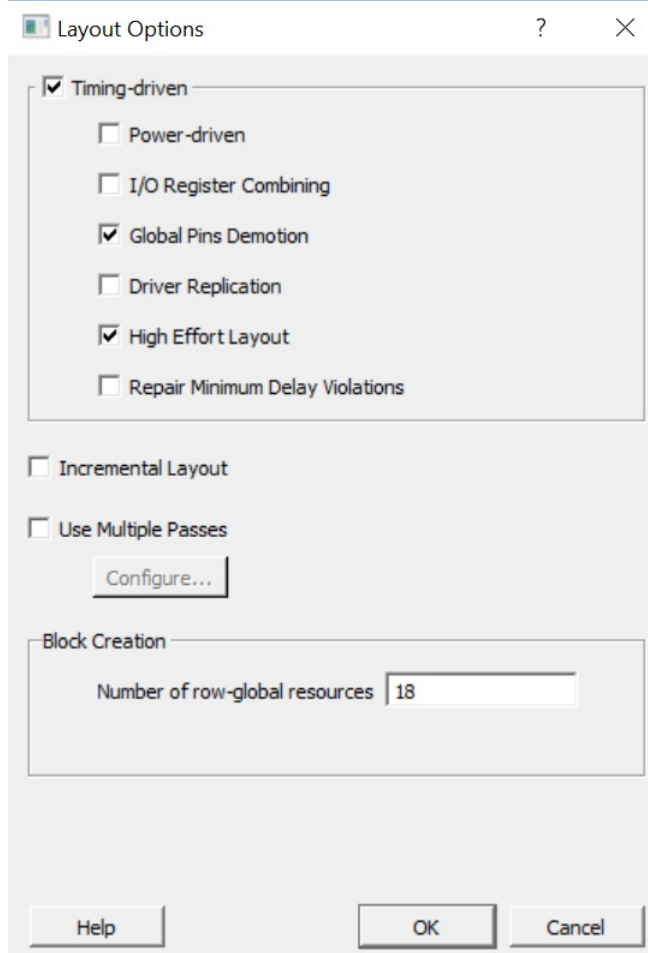 Layout Options
?
Timing-driven
Power-driven
I/O Register Combining
Global Pins Demotion
Driver Replication
High Effort Layout
Repair Minimum Delay Violations
Incremental Layout
Use Multiple Passes
Configure...
Block Creation
Number of row-global resources 18
Help OK Cancel